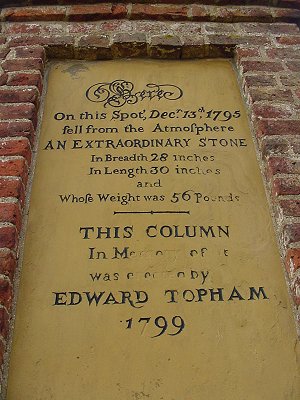 Here
On this Spot, Decr. 13th. 1795
fell from the Atmosphere
AN EXTRAORDINARY STONE
In Breadth 28 inches
In Length 30 inches
and
Whose Weight was 56 Pounds
THIS COLUMN
In Memory of it
was erected by
EDWARD TOPHAM
1799